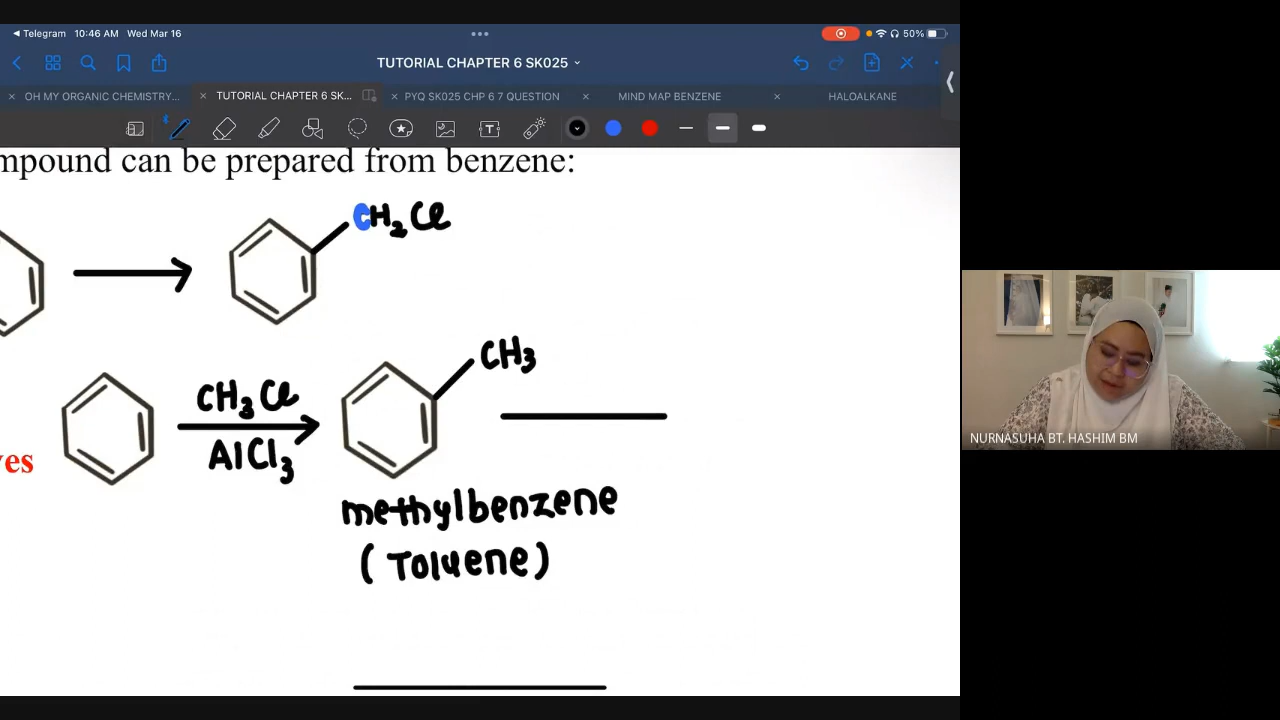 Telegram 10:46 AM Wed Mar 16
50%
TUTORIAL CHAPTER 6 SK025
OH MY ORGANIC CHEMISTRY...
TUTORIAL CHAPTER 6 SK...
PYQ SK025 CHP 6 7 QUESTION
MIND MAP BENZENE
HALOALKANE
T
mpound can be prepared from benzene:
CH₂Cl
CH₃
CH₃Cl
AlCl₃
ves
methylbenzene
(Toluene)
NURNASUHA BT. HASHIM BM